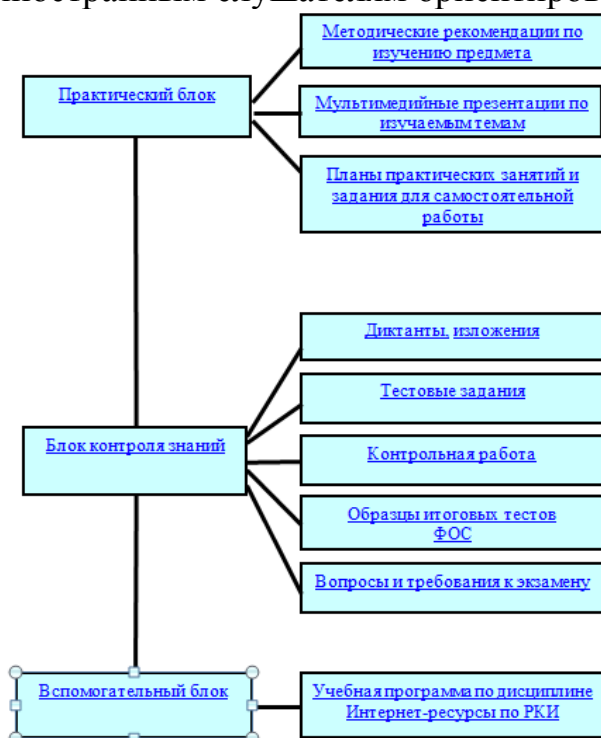 иностранным слушателям ориентиров
Практический блок
Методические рекомендации по
изучению предмета
Мультимедийные презентации по
изучаемым темам
Планы практических занятий и
задания для самостоятельной
работы
Блок контроля знаний
Диктанты, изложения
Тестовые задания
Контрольная работа
Образцы итоговых тестов
ФОС
Вопросы и требования к экзамену
Вспомогательный блок
Учебная программа по дисциплине
Интернет-ресурсы по РКИ